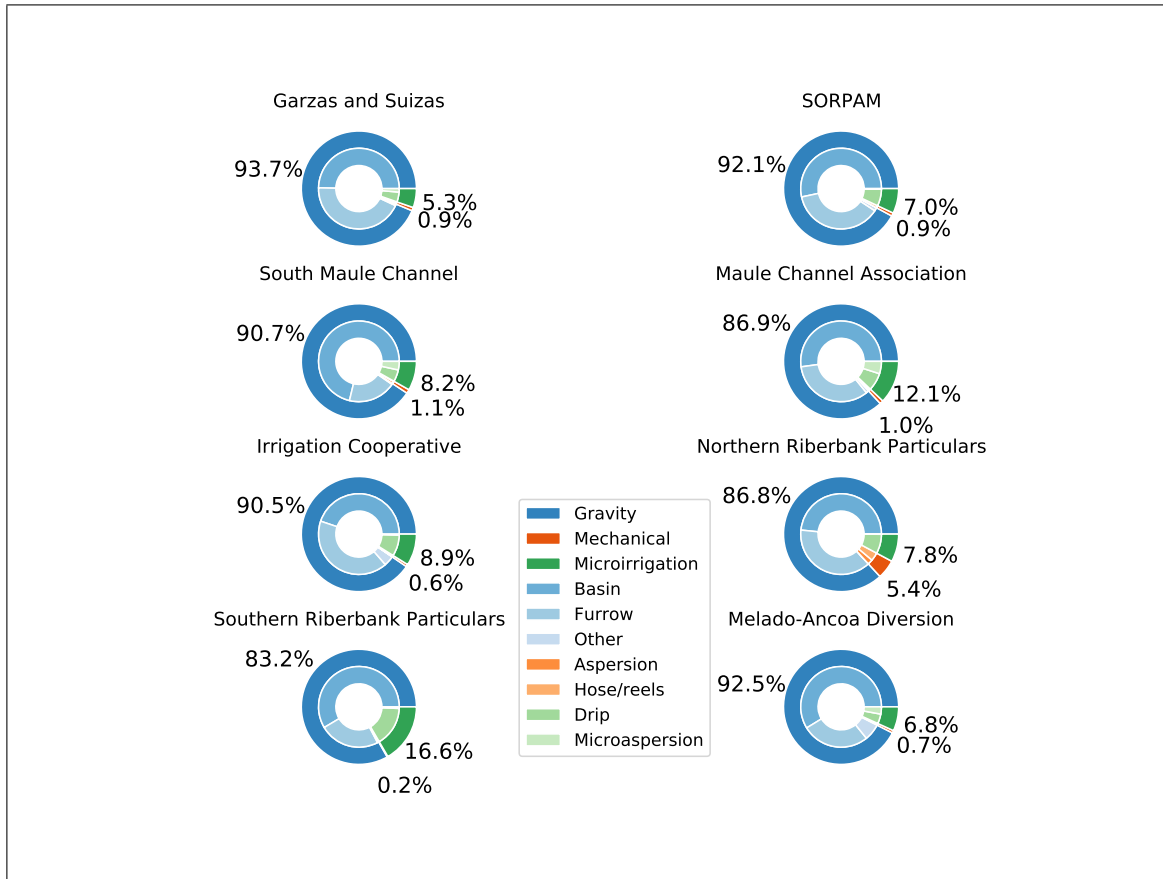 Garzas and Suizas
93.7%
5.3%
0.9%
SORPAM
92.1%
7.0%
0.9%
South Maule Channel
90.7%
8.2%
1.1%
Maule Channel Association
86.9%
12.1%
1.0%
Irrigation Cooperative
90.5%
8.9%
0.6%
Northern Riberbank Particulars
86.8%
7.8%
5.4%
Southern Riberbank Particulars
83.2%
16.6%
0.2%
Melado-Ancoa Diversion
92.5%
6.8%
0.7%
Gravity
Mechanical
Microirrigation
Basin
Furrow
Other
Aspersion
Hose/reels
Drip
Microaspersion